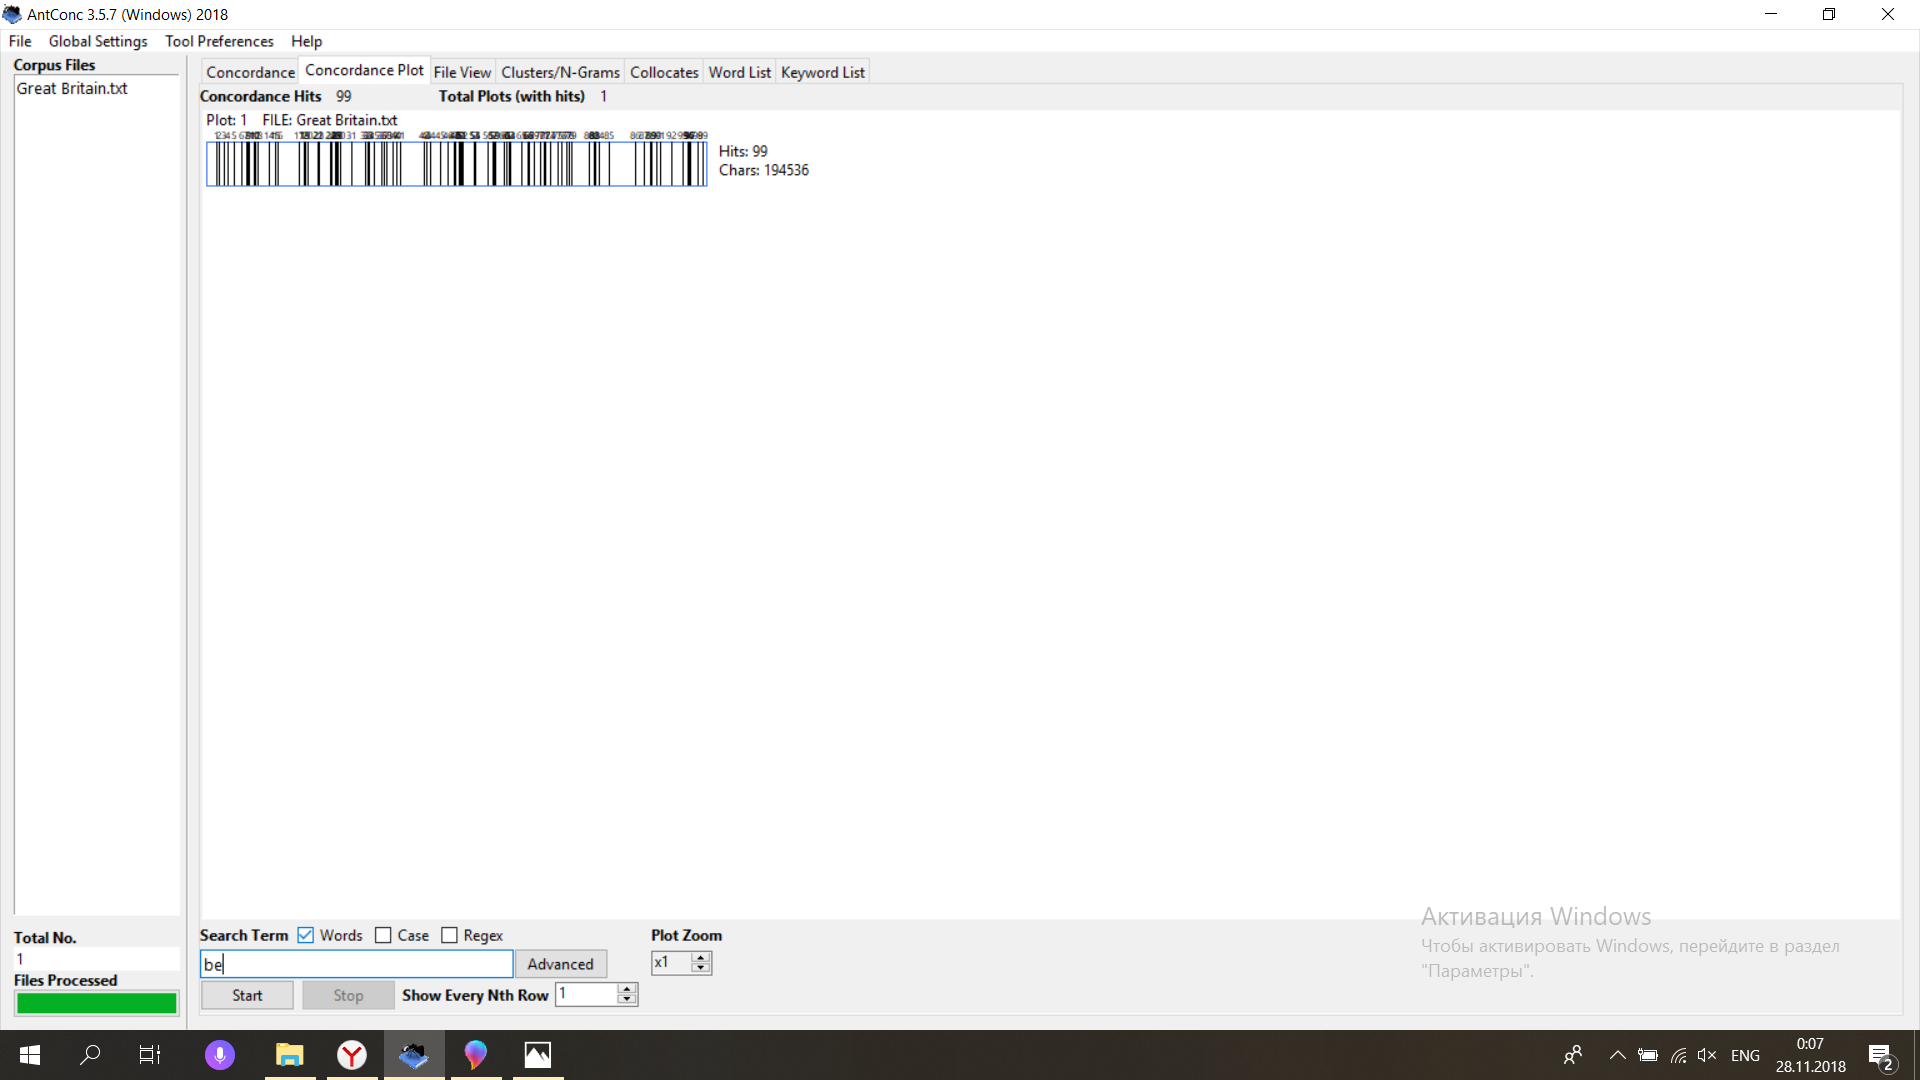 AntConc 3.5.7 (Windows) 2018
File Global Settings Tool Preferences Help
Corpus Files
Great Britain.txt
Concordance Concordance Plot File View Clusters/N-Grams Collocates Word List Keyword List
Concordance Hits 99 Total Plots (with hits) 1
Plot: 1 FILE: Great Britain.txt
Hits: 99
Chars: 194536
Total No.
1
Files Processed
Search Term Words Case Regex
be
Advanced
Start Stop Show Every Nth Row 1
Plot Zoom
x1
Активация Windows
Чтобы активировать Windows, перейдите в раздел
"Параметры".
ENG
0:07
28.11.2018
2